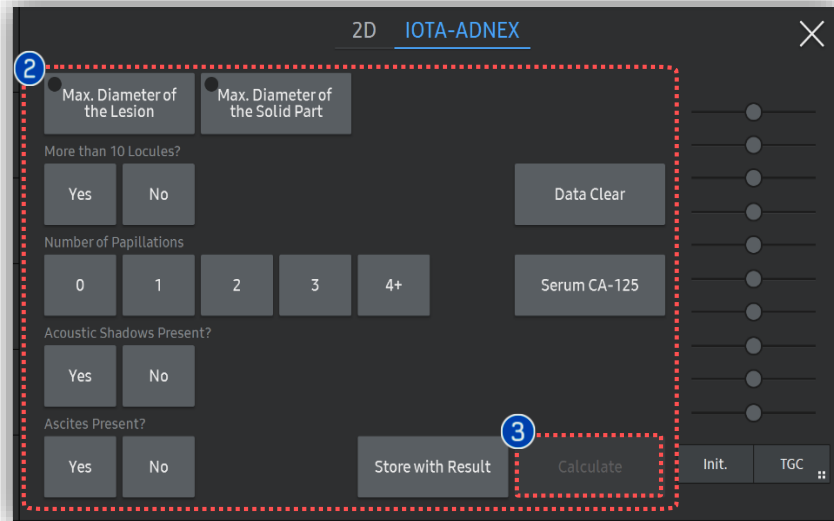 2D IOTA-ADNEX
2
Max. Diameter of
the Lesion
Max. Diameter of
the Solid Part
More than 10 Locules?
Yes No Data Clear
Number of Papillations
0 1 2 3 4+ Serum CA-125
Acoustic Shadows Present?
Yes No
Ascites Present?
3
Yes No Store with Result Calculate Init. TGC